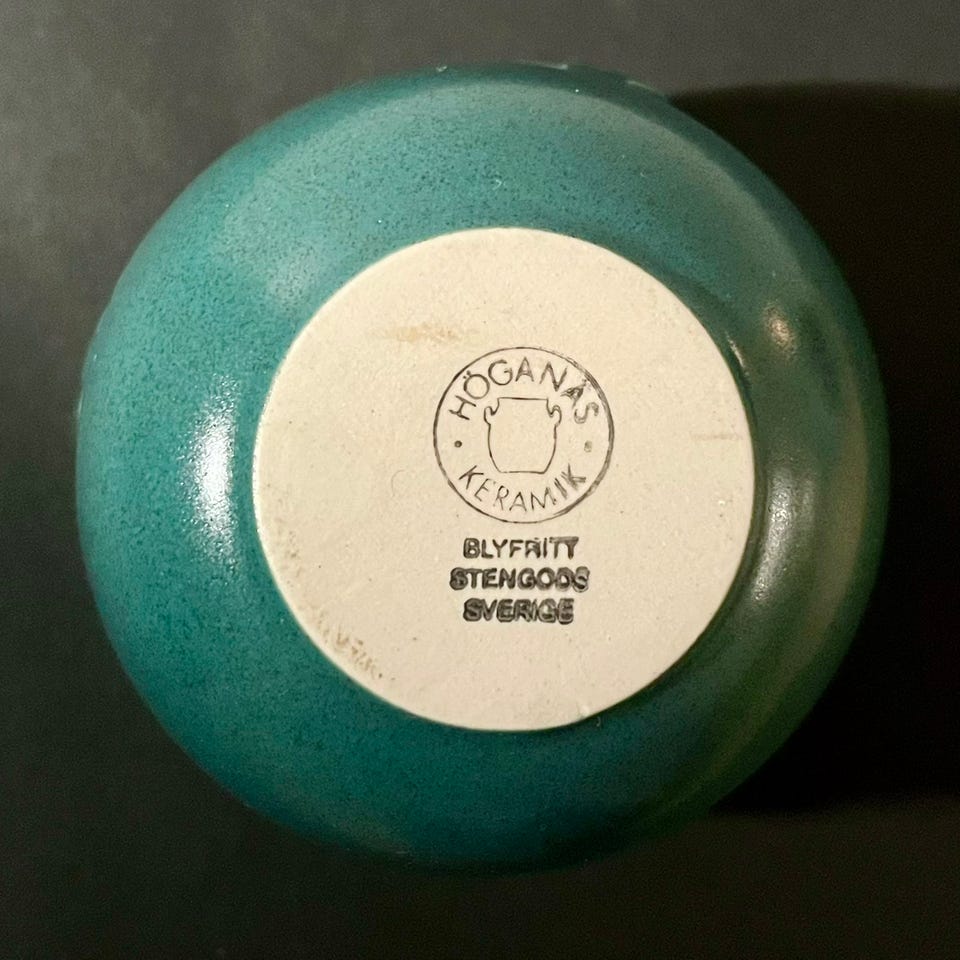 HÖGANÄS
KERAMIK
BLYFRITT
STENGODS
SVERIGE